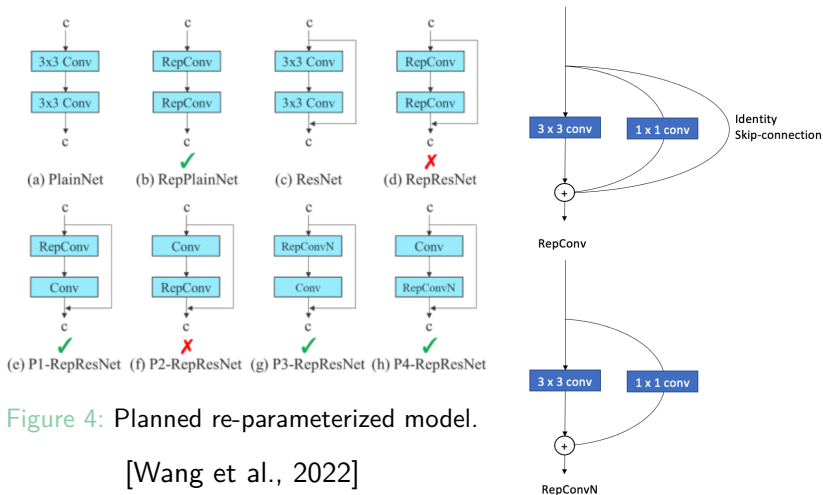 c
3x3 Conv
3x3 Conv
c
(a) PlainNet
c
RepConv
RepConv
c
✓
(b) RepPlainNet
c
3x3 Conv
3x3 Conv
c
(c) ResNet
c
RepConv
RepConv
c
✗
(d) RepResNet
c
RepConv
Conv
c
✓
(e) P1-RepResNet
c
Conv
RepConv
c
✗
(f) P2-RepResNet
c
RepConvN
Conv
c
✓
(g) P3-RepResNet
c
Conv
RepConvN
c
✓
(h) P4-RepResNet
Figure 4: Planned re-parameterized model.
[Wang et al., 2022]
3 x 3 conv
1 x 1 conv
Identity
Skip-connection
+
RepConv
3 x 3 conv
1 x 1 conv
+
RepConvN